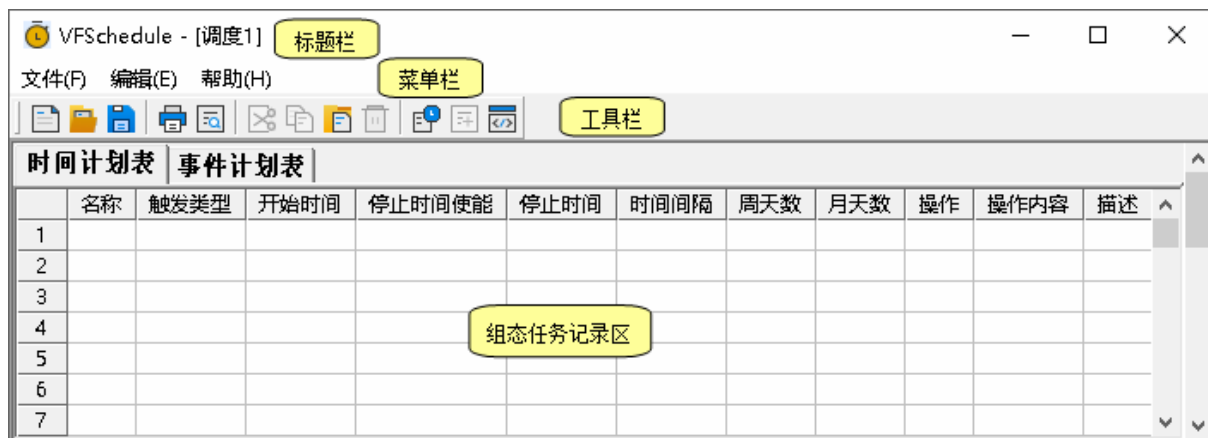 VFSchedule - [调度1] 标题栏
文件(F) 编辑(E) 帮助(H) 菜单栏
工具栏
时间计划表 事件计划表
名称 触发类型 开始时间 停止时间使能 停止时间 时间间隔 周天数 月天数 操作 操作内容 描述
1
2
3
4 组态任务记录区
5
6
7